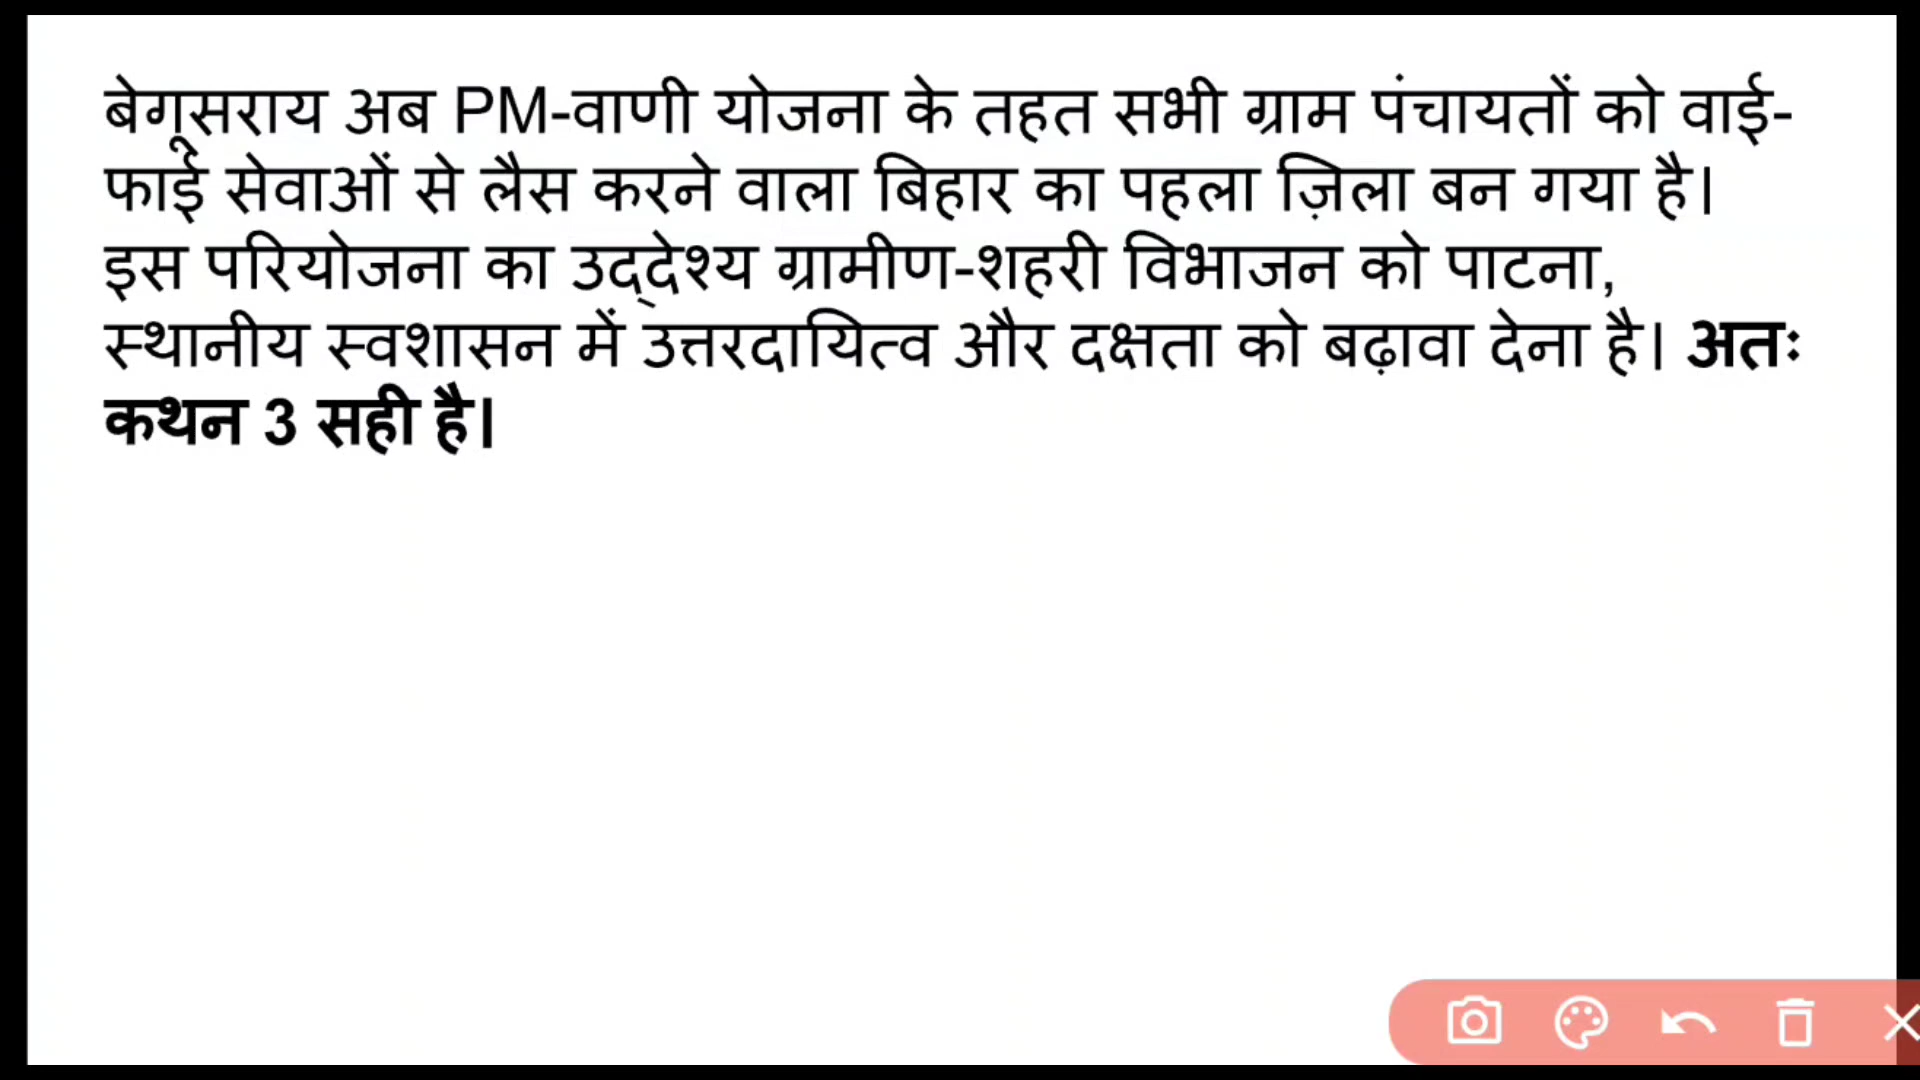 बेगूसराय अब PM-वाणी योजना के तहत सभी ग्राम पंचायतों को वाई-
फाई सेवाओं से लैस करने वाला बिहार का पहला ज़िला बन गया है।
इस परियोजना का उद्देश्य ग्रामीण-शहरी विभाजन को पाटना,
स्थानीय स्वशासन में उत्तरदायित्व और दक्षता को बढ़ावा देना है। अतः
कथन 3 सही है।